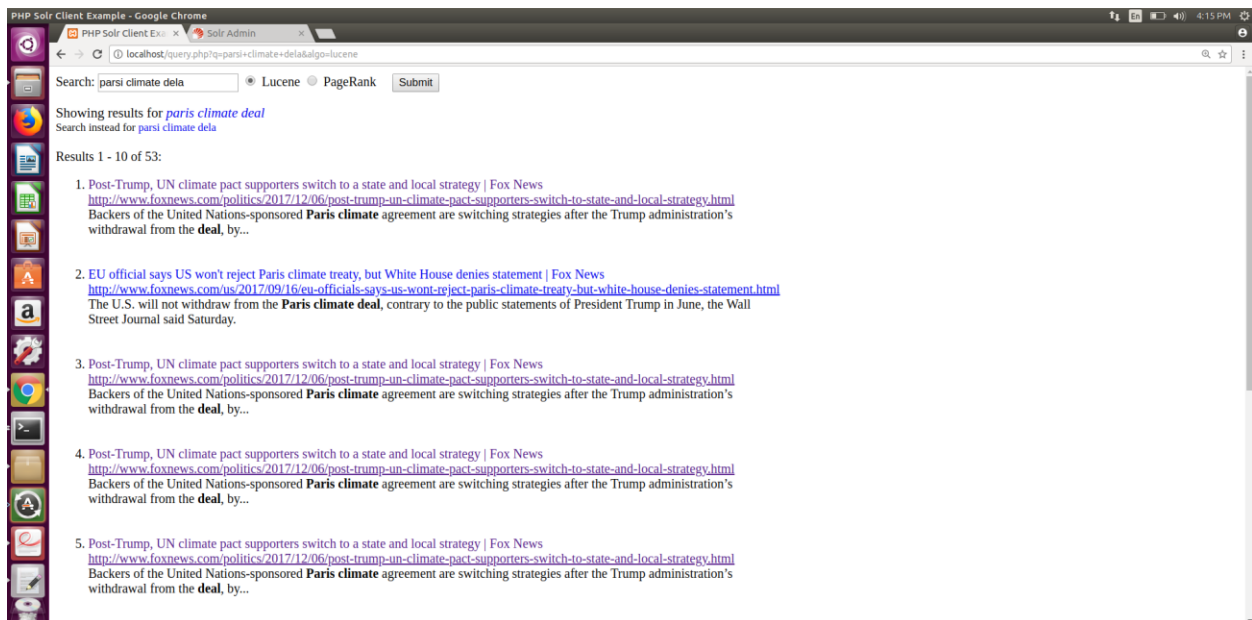 PHP Solr Client Example - Google Chrome
En
4:15 PM
PHP Solr Client Exa
Solr Admin
localhost/query.php?q=parsi+climate+dela&algo=lucene
Search: parsi climate dela Lucene PageRank Submit
Showing results for paris climate deal
Search instead for parsi climate dela
Results 1 - 10 of 53:
1. Post-Trump, UN climate pact supporters switch to a state and local strategy | Fox News
http://www.foxnews.com/politics/2017/12/06/post-trump-un-climate-pact-supporters-switch-to-state-and-local-strategy.html
Backers of the United Nations-sponsored Paris climate agreement are switching strategies after the Trump administration’s
withdrawal from the deal, by...
2. EU official says US won't reject Paris climate treaty, but White House denies statement | Fox News
http://www.foxnews.com/us/2017/09/16/eu-officials-says-us-wont-reject-paris-climate-treaty-but-white-house-denies-statement.html
The U.S. will not withdraw from the Paris climate deal, contrary to the public statements of President Trump in June, the Wall
Street Journal said Saturday.
3. Post-Trump, UN climate pact supporters switch to a state and local strategy | Fox News
http://www.foxnews.com/politics/2017/12/06/post-trump-un-climate-pact-supporters-switch-to-state-and-local-strategy.html
Backers of the United Nations-sponsored Paris climate agreement are switching strategies after the Trump administration’s
withdrawal from the deal, by...
4. Post-Trump, UN climate pact supporters switch to a state and local strategy | Fox News
http://www.foxnews.com/politics/2017/12/06/post-trump-un-climate-pact-supporters-switch-to-state-and-local-strategy.html
Backers of the United Nations-sponsored Paris climate agreement are switching strategies after the Trump administration’s
withdrawal from the deal, by...
5. Post-Trump, UN climate pact supporters switch to a state and local strategy | Fox News
http://www.foxnews.com/politics/2017/12/06/post-trump-un-climate-pact-supporters-switch-to-state-and-local-strategy.html
Backers of the United Nations-sponsored Paris climate agreement are switching strategies after the Trump administration’s
withdrawal from the deal, by...